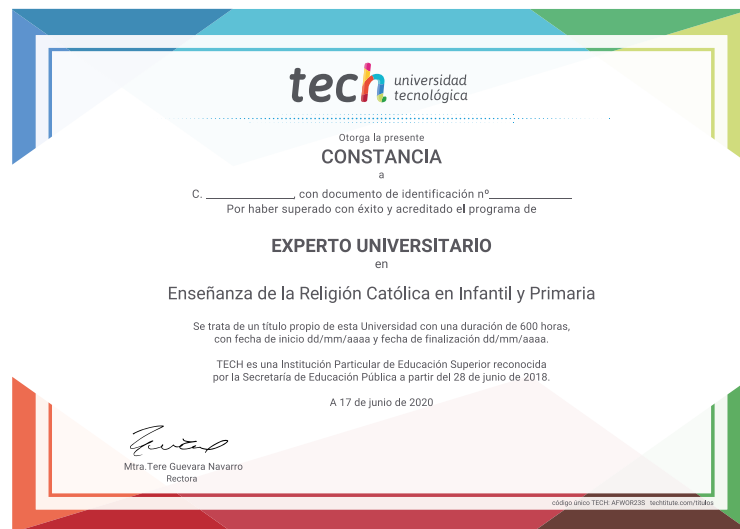 tech universidad
tecnológica
Otorga la presente
CONSTANCIA
a
C. ________________, con documento de identificación nº______________
Por haber superado con éxito y acreditado el programa de
EXPERTO UNIVERSITARIO
en
Enseñanza de la Religión Católica en Infantil y Primaria
Se trata de un título propio de esta Universidad con una duración de 600 horas,
con fecha de inicio dd/mm/aaaa y fecha de finalización dd/mm/aaaa.
TECH es una Institución Particular de Educación Superior reconocida
por la Secretaría de Educación Pública a partir del 28 de junio de 2018.
A 17 de junio de 2020
Mtra.Tere Guevara Navarro
Rectora
código único TECH: AFWOR23S techtitute.com/títulos